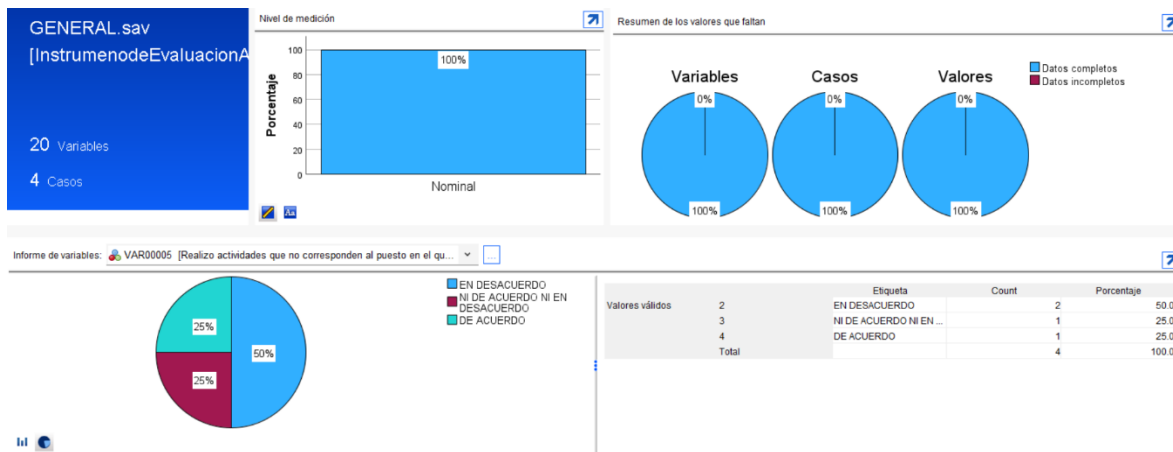 GENERAL.sav
[InstrumenodeEvaluacionA
20 Variables
4 Casos
Nivel de medición
Porcentaje
100
80
60
40
20
0
100%
Nominal
Resumen de los valores que faltan
Variables
Casos
Valores
0%
0%
0%
100%
100%
100%
Datos completos
Datos incompletos
Informe de variables: VAR00005 [Realizo actividades que no corresponden al puesto en el qu... ...
25%
50%
25%
EN DESACUERDO
NI DE ACUERDO NI EN
DESACUERDO
DE ACUERDO
Etiqueta Count Porcentaje
Valores válidos 2 EN DESACUERDO 2 50.0
3 NI DE ACUERDO NI EN ... 1 25.0
4 DE ACUERDO 1 25.0
Total 4 100.0